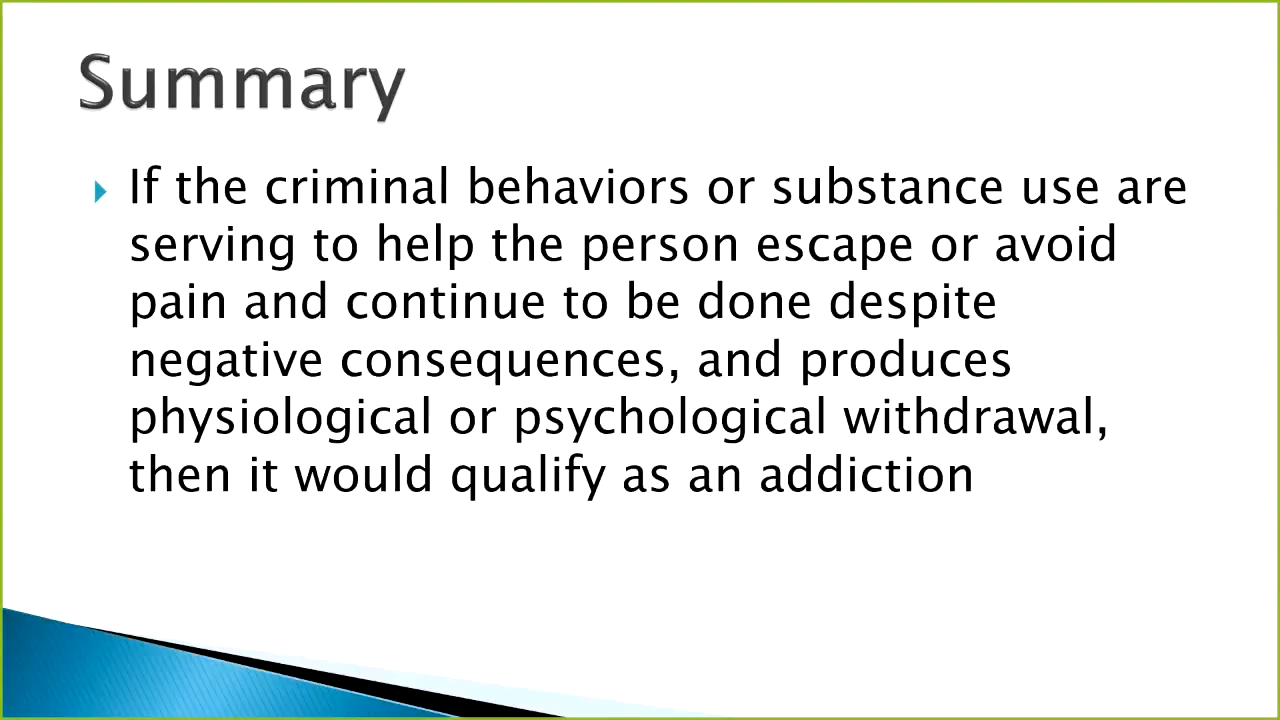 Summary
If the criminal behaviors or substance use are
serving to help the person escape or avoid
pain and continue to be done despite
negative consequences, and produces
physiological or psychological withdrawal,
then it would qualify as an addiction